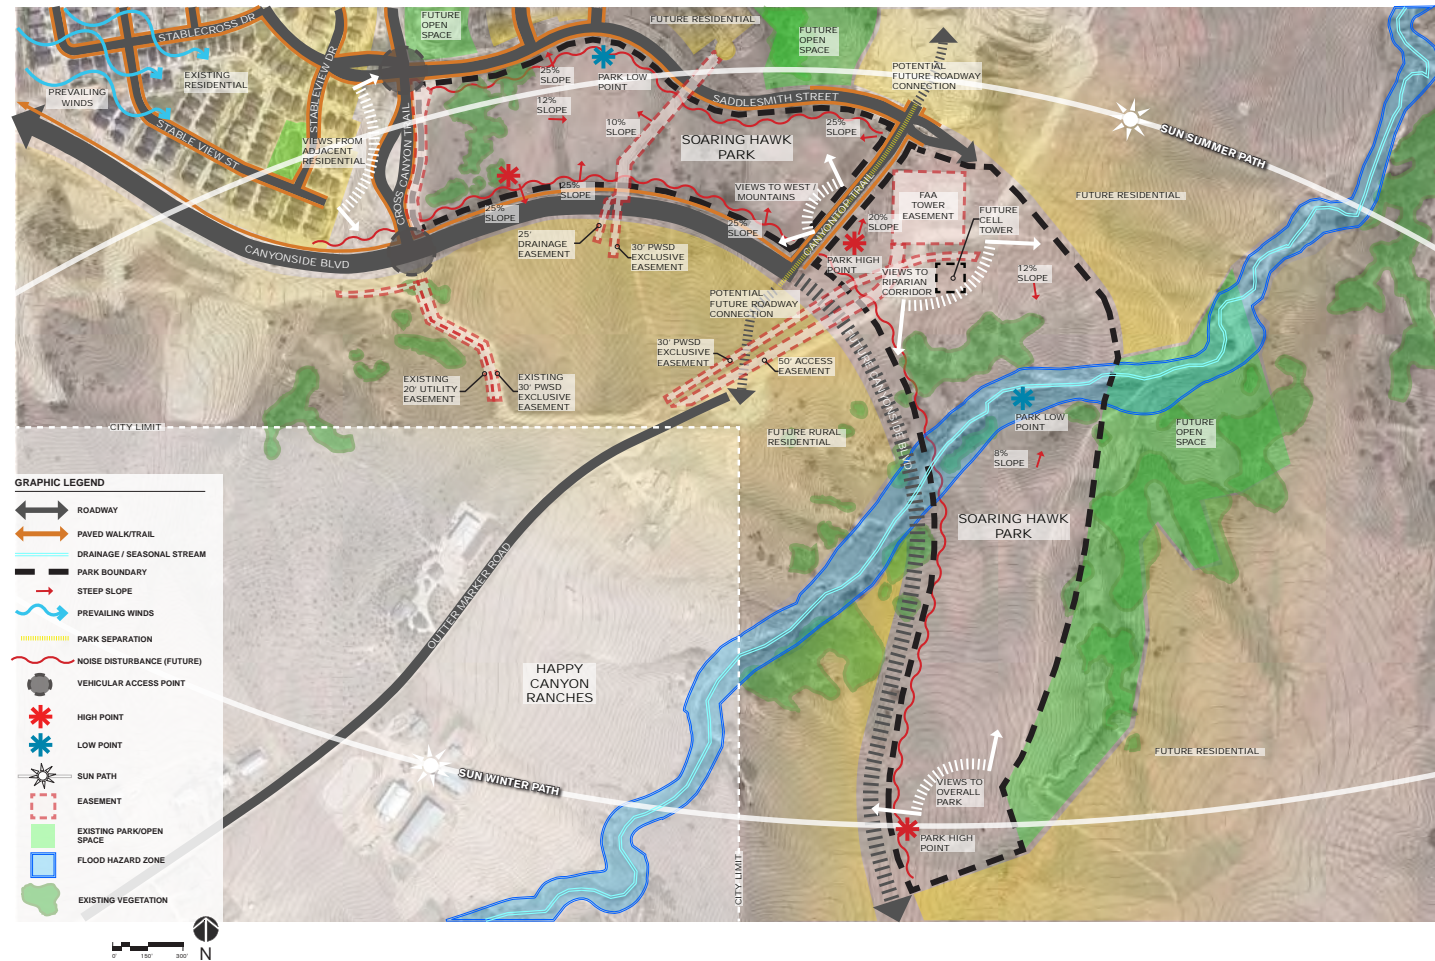 STABLECROSS DR
FUTURE
OPEN
SPACE
FUTURE RESIDENTIAL
FUTURE
OPEN
SPACE
EXISTING
RESIDENTIAL
PREVAILING
WINDS
STABLEVIEW DR
STABLE VIEW ST
VIEWS FROM
ADJACENT
RESIDENTIAL
CROSS CANYON TRAIL
25%
SLOPE
12%
SLOPE
PARK LOW
POINT
10%
SLOPE
SADDLESMITH STREET
SOARING HAWK
PARK
25%
SLOPE
POTENTIAL
FUTURE ROADWAY
CONNECTION
SUN SUMMER PATH
FUTURE RESIDENTIAL
25%
SLOPE
25%
SLOPE
VIEWS TO WEST /
MOUNTAINS
25%
SLOPE
CANYONTOP TRAIL
FAA
TOWER
EASEMENT
FUTURE
CELL
TOWER
20%
SLOPE
PARK HIGH
POINT
VIEWS TO
RIPARIAN
CORRIDOR
12%
SLOPE
CANYONSIDE BLVD
25'
DRAINAGE
EASEMENT
30' PWSD
EXCLUSIVE
EASEMENT
POTENTIAL
FUTURE ROADWAY
CONNECTION
30' PWSD
EXCLUSIVE
EASEMENT
50' ACCESS
EASEMENT
EXISTING
20' UTILITY
EASEMENT
EXISTING
30' PWSD
EXCLUSIVE
EASEMENT
FUTURE CANYONSIDE BLVD
CITY LIMIT
FUTURE RURAL
RESIDENTIAL
PARK LOW
POINT
8%
SLOPE
FUTURE
OPEN
SPACE
SOARING HAWK
PARK
OUTTER MARKER ROAD
HAPPY
CANYON
RANCHES
SUN WINTER PATH
CITY LIMIT
VIEWS TO
OVERALL
PARK
PARK HIGH
POINT
FUTURE RESIDENTIAL
GRAPHIC LEGEND
ROADWAY
PAVED WALK/TRAIL
DRAINAGE / SEASONAL STREAM
PARK BOUNDARY
STEEP SLOPE
PREVAILING WINDS
PARK SEPARATION
NOISE DISTURBANCE (FUTURE)
VEHICULAR ACCESS POINT
HIGH POINT
LOW POINT
SUN PATH
EASEMENT
EXISTING PARK/OPEN
SPACE
FLOOD HAZARD ZONE
EXISTING VEGETATION
0' 150' 300'
N